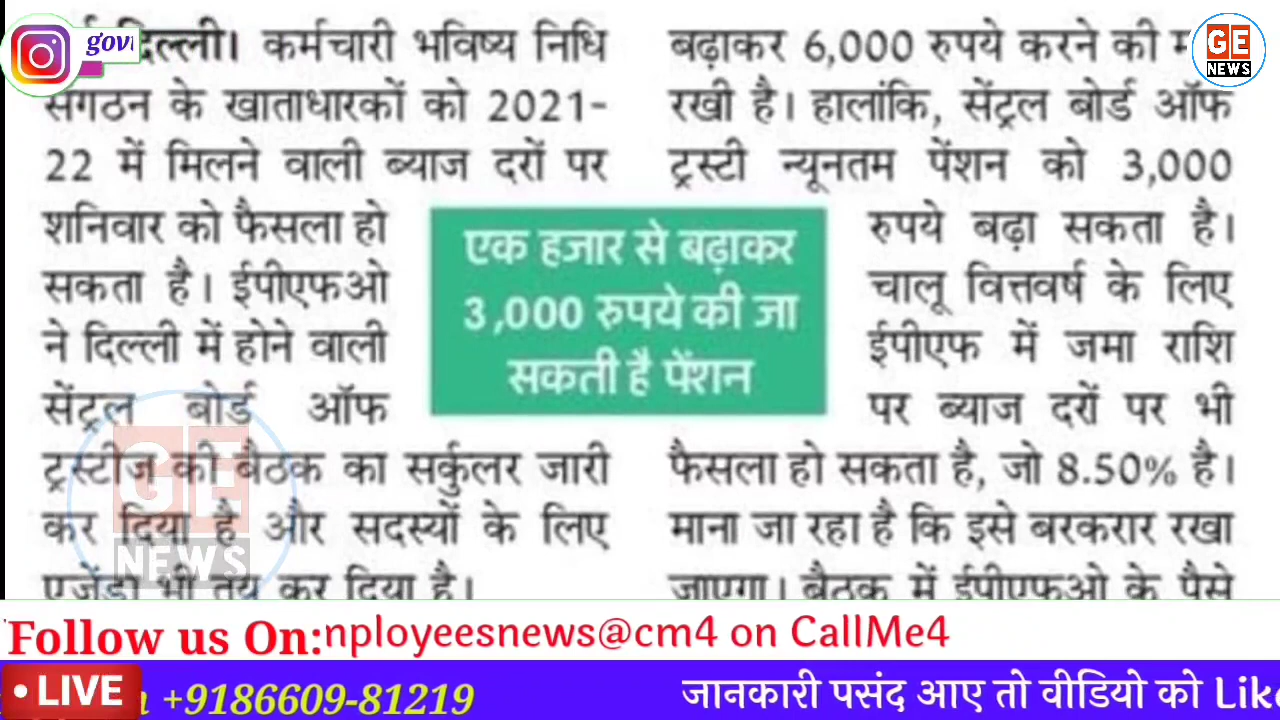 govi
दिल्ली। कर्मचारी भविष्य निधि
संगठन के खाताधारकों को 2021-
22 में मिलने वाली ब्याज दरों पर
शनिवार को फैसला हो
सकता है। ईपीएफओ
ने दिल्ली में होने वाली
सेंट्रल बोर्ड ऑफ
ट्रस्टीज की बैठक का सर्कुलर जारी
कर दिया है और सदस्यों के लिए
एजेंडा भी तय कर दिया है।
एक हजार से बढ़ाकर
3,000 रुपये की जा
सकती है पेंशन
बढ़ाकर 6,000 रुपये करने की
रखी है। हालांकि, सेंट्रल बोर्ड ऑफ
ट्रस्टी न्यूनतम पेंशन को 3,000
रुपये बढ़ा सकता है।
चालू वित्तवर्ष के लिए
ईपीएफ में जमा राशि
पर ब्याज दरों पर भी
फैसला हो सकता है, जो 8.50% है।
माना जा रहा है कि इसे बरकरार रखा
जाएगा। बैठक में ईपीएफओ के पैसे
GE
NEWS
GE
NEWS
Follow us On:nployeesnews@cm4 on CallMe4
LIVE
+9186609-81219
जानकारी पसंद आए तो वीडियो को Like